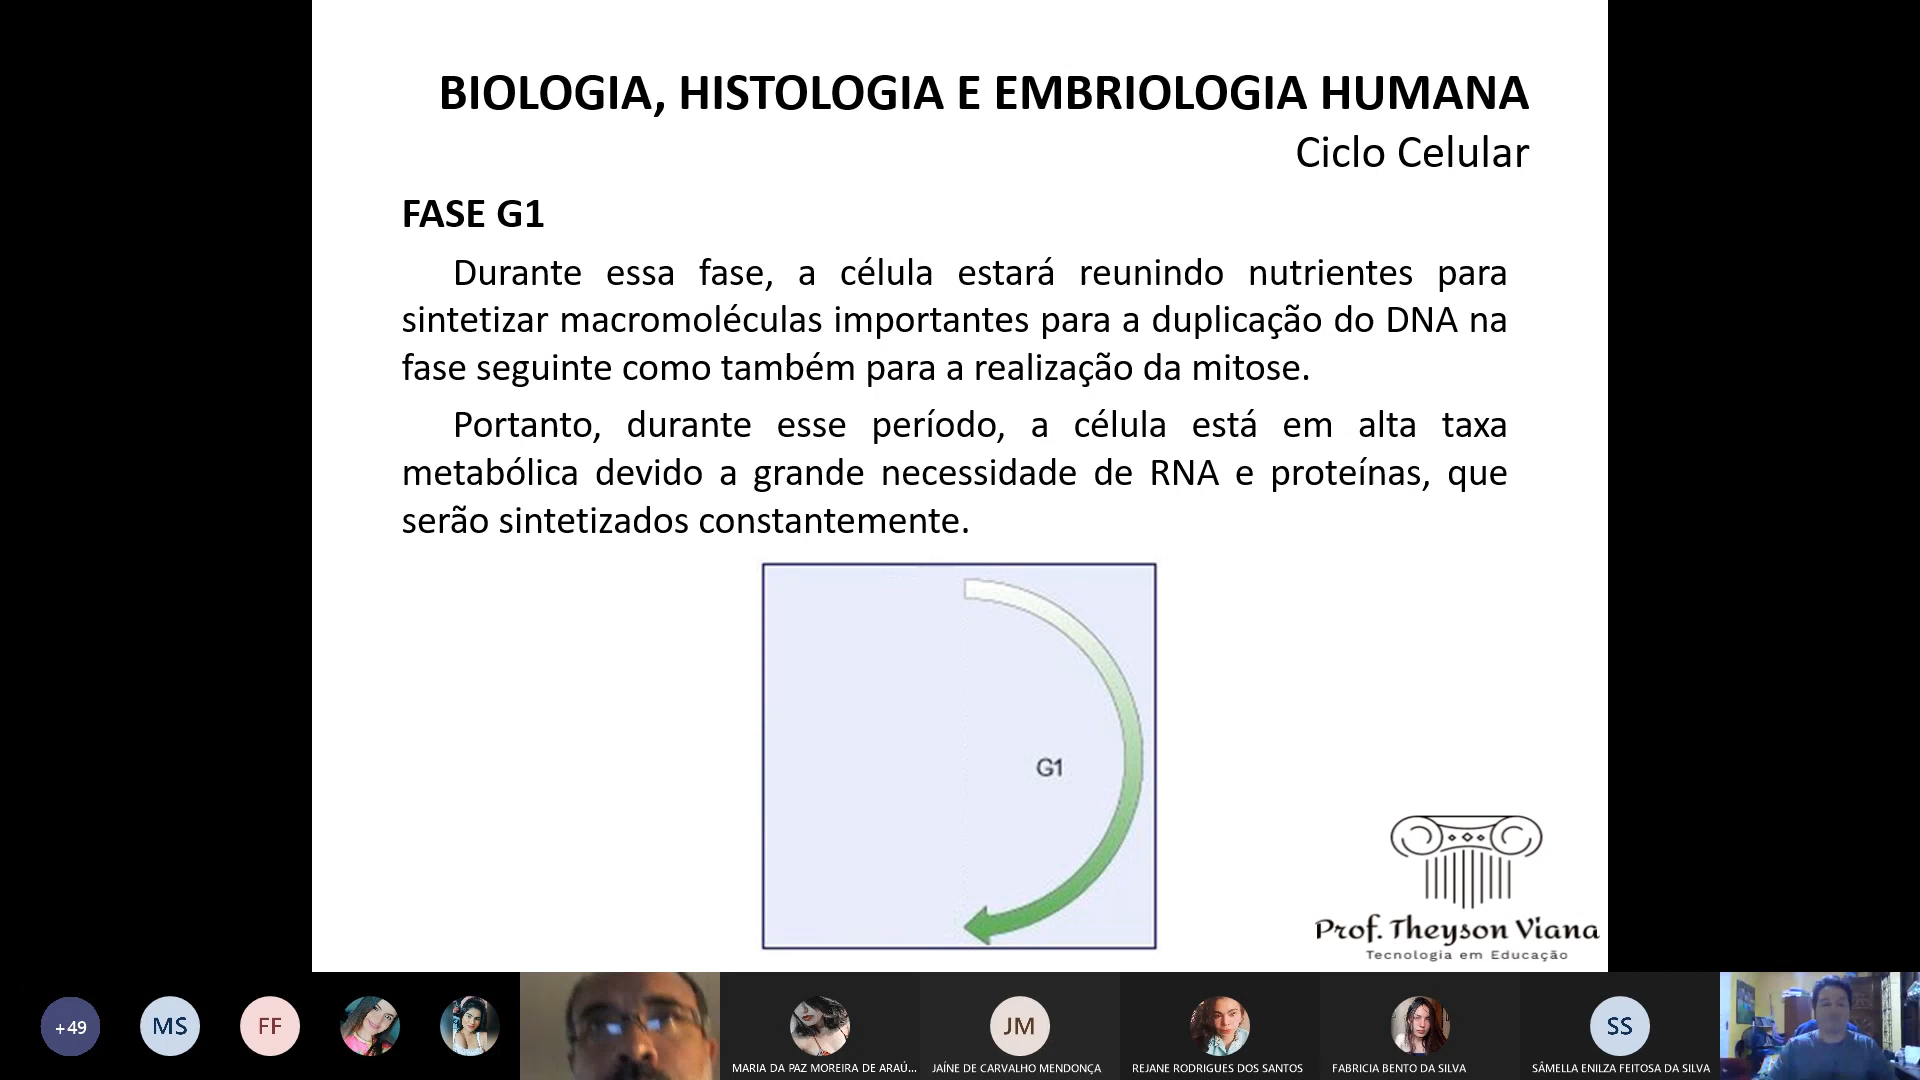 BIOLOGIA, HISTOLOGIA E EMBRIOLOGIA HUMANA
Ciclo Celular
FASE G1
Durante essa fase, a célula estará reunindo nutrientes para
sintetizar macromoléculas importantes para a duplicação do DNA na
fase seguinte como também para a realização da mitose.
Portanto, durante esse período, a célula está em alta taxa
metabólica devido a grande necessidade de RNA e proteínas, que
serão sintetizados constantemente.
G1
Prof. Theyson Viana
Tecnologia em Educação
+49
MS
FF
JM
SS
MARIA DA PAZ MOREIRA DE ARAÚ...
JAÍNE DE CARVALHO MENDONÇA
REJANE RODRIGUES DOS SANTOS
FABRICIA BENTO DA SILVA
SÂMELLA ENILZA FEITOSA DA SILVA